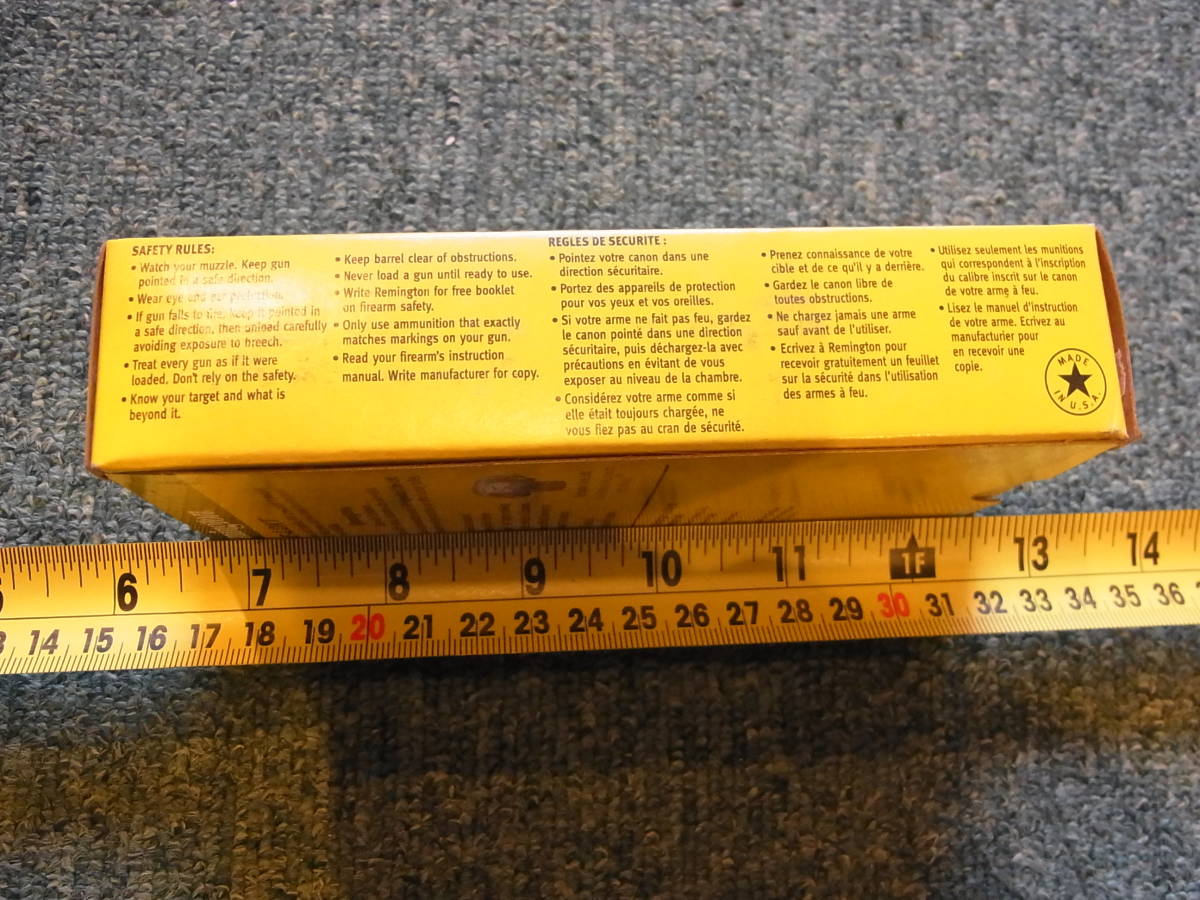 SAFETY RULES:
• Watch your muzzle. Keep gun
pointed in a safe direction.
• Wear eye and ear protection.
• If gun fails to fire, keep it pointed in
a safe direction, then unload carefully
avoiding exposure to breech.
• Treat every gun as if it were
loaded. Don't rely on the safety.
• Know your target and what is
beyond it.
• Keep barrel clear of obstructions.
• Never load a gun until ready to use.
• Write Remington for free booklet
on firearm safety.
• Only use ammunition that exactly
matches markings on your gun.
• Read your firearm's instruction
manual. Write manufacturer for copy.
REGLES DE SECURITE :
• Pointez votre canon dans une
direction sécuritaire.
• Portez des appareils de protection
pour vos yeux et vos oreilles.
• Si votre arme ne fait pas feu, gardez
le canon pointé dans une direction
sécuritaire, puis déchargez-la avec
précautions en évitant de vous
exposer au niveau de la chambre.
• Considérez votre arme comme si
elle était toujours chargée, ne
vous fiez pas au cran de sécurité.
• Prenez connaissance de votre
cible et de ce qu'il y a derrière.
• Gardez le canon libre de
toutes obstructions.
• Ne chargez jamais une arme
sauf avant de l'utiliser.
• Ecrivez à Remington pour
recevoir gratuitement un feuillet
sur la sécurité dans l'utilisation
des armes à feu.
• Utilisez seulement les munitions
qui correspondent à l'inscription
du calibre inscrit sur le canon
de votre arme à feu.
• Lisez le manuel d'instruction
de votre arme. Ecrivez au
manufacturier pour
en recevoir une
copie.
MADE
IN U.S.A.
6 7 8 9 10 11 1F 13 14
14 15 16 17 18 19 20 21 22 23 24 25 26 27 28 29 30 31 32 33 34 35 36